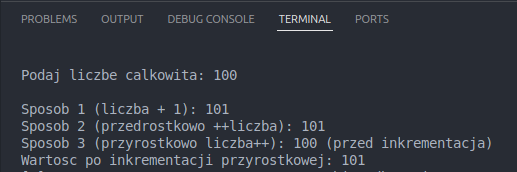 PROBLEMS OUTPUT DEBUG CONSOLE TERMINAL PORTS
Podaj liczbe calkowita: 100
Sposob 1 (liczba + 1): 101
Sposob 2 (przedrostkowo ++liczba): 101
Sposob 3 (przyrostkowo liczba++): 100 (przed inkrementacja)
Wartosc po inkrementacji przyrostkowej: 101